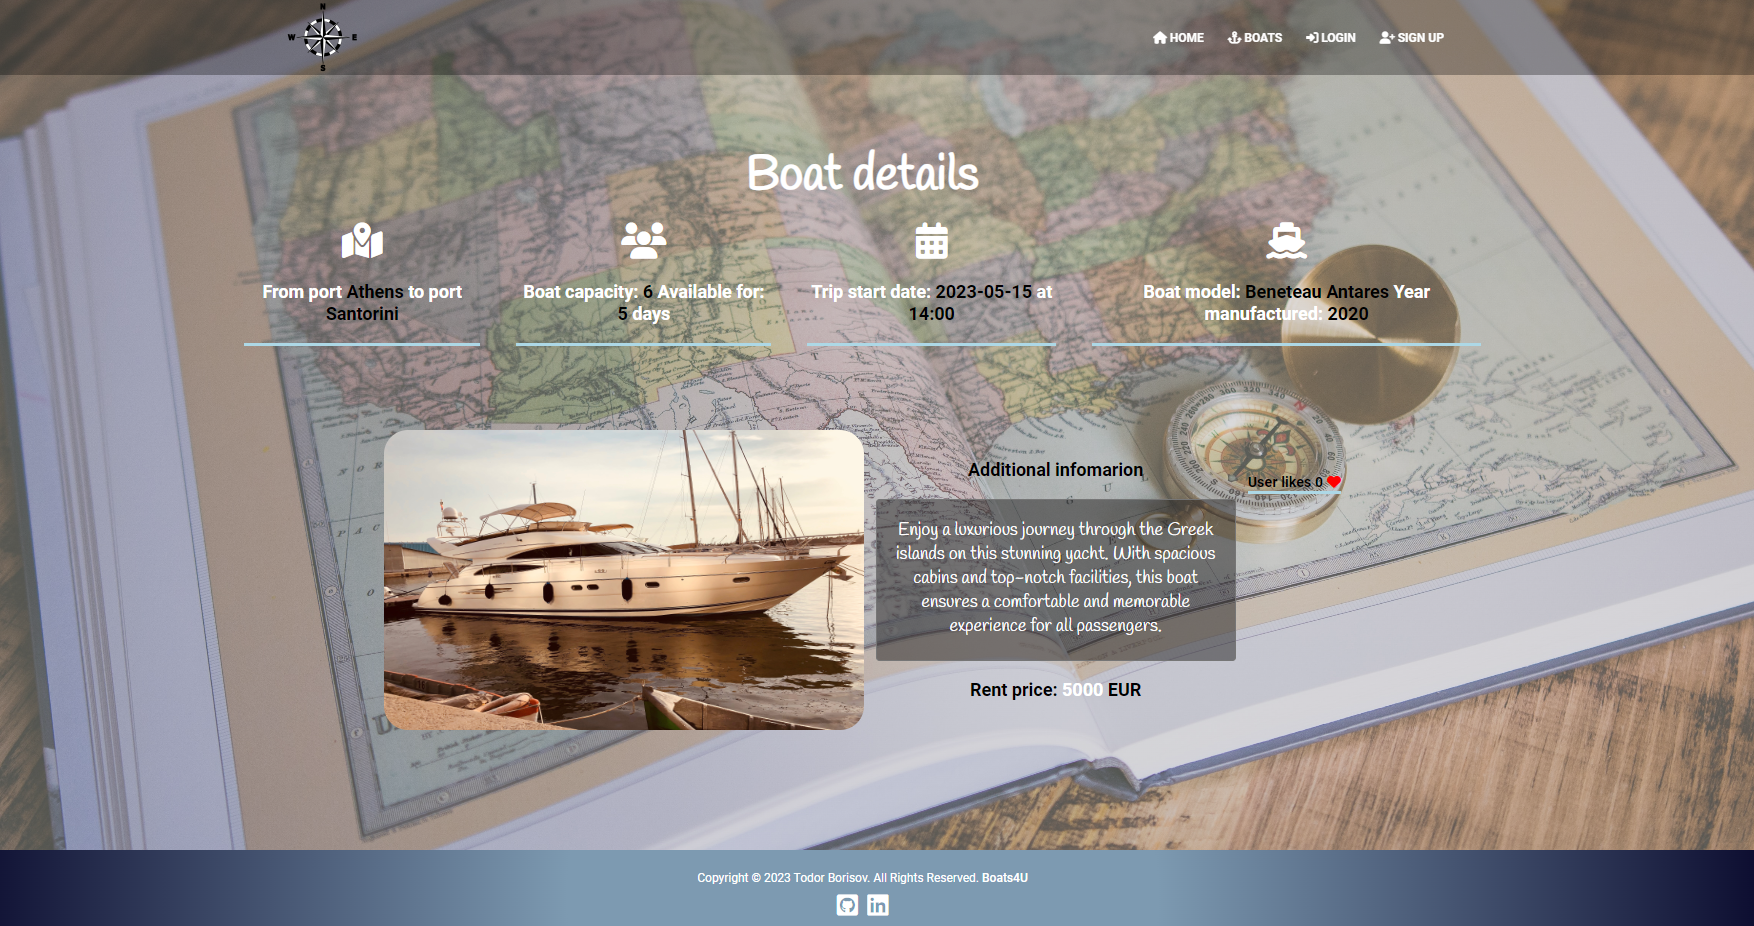 N
W E
S
HOME BOATS LOGIN SIGN UP
Boat details
From port Athens to port
Santorini
Boat capacity: 6 Available for:
5 days
Trip start date: 2023-05-15 at
14:00
Boat model: Beneteau Antares Year
manufactured: 2020
Additional infomarion
User likes 0
Enjoy a luxurious journey through the Greek
islands on this stunning yacht. With spacious
cabins and top-notch facilities, this boat
ensures a comfortable and memorable
experience for all passengers.
Rent price: 5000 EUR
Copyright © 2023 Todor Borisov. All Rights Reserved. Boats4U
in